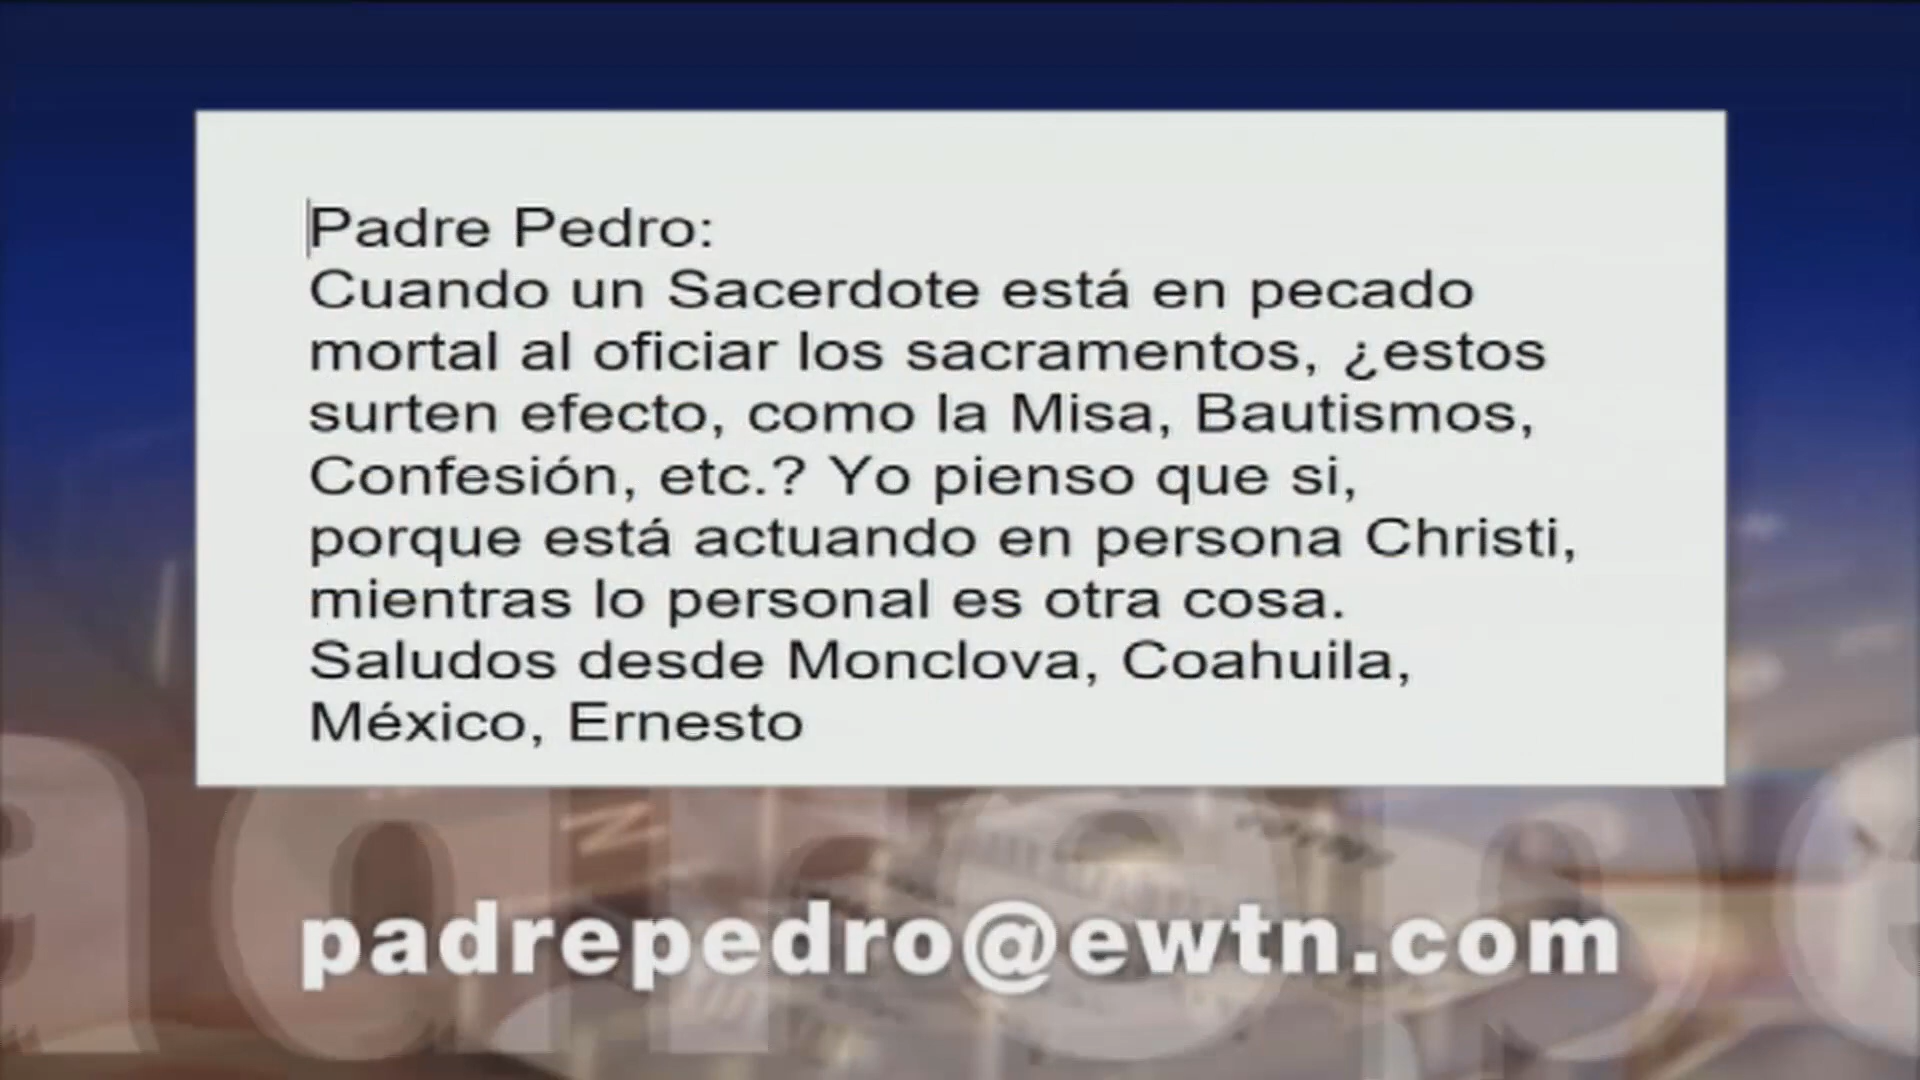 Padre Pedro:
Cuando un Sacerdote está en pecado
mortal al oficiar los sacramentos, ¿estos
surten efecto, como la Misa, Bautismos,
Confesión, etc.? Yo pienso que si,
porque está actuando en persona Christi,
mientras lo personal es otra cosa.
Saludos desde Monclova, Coahuila,
México, Ernesto
padrepedro@ewtn.com